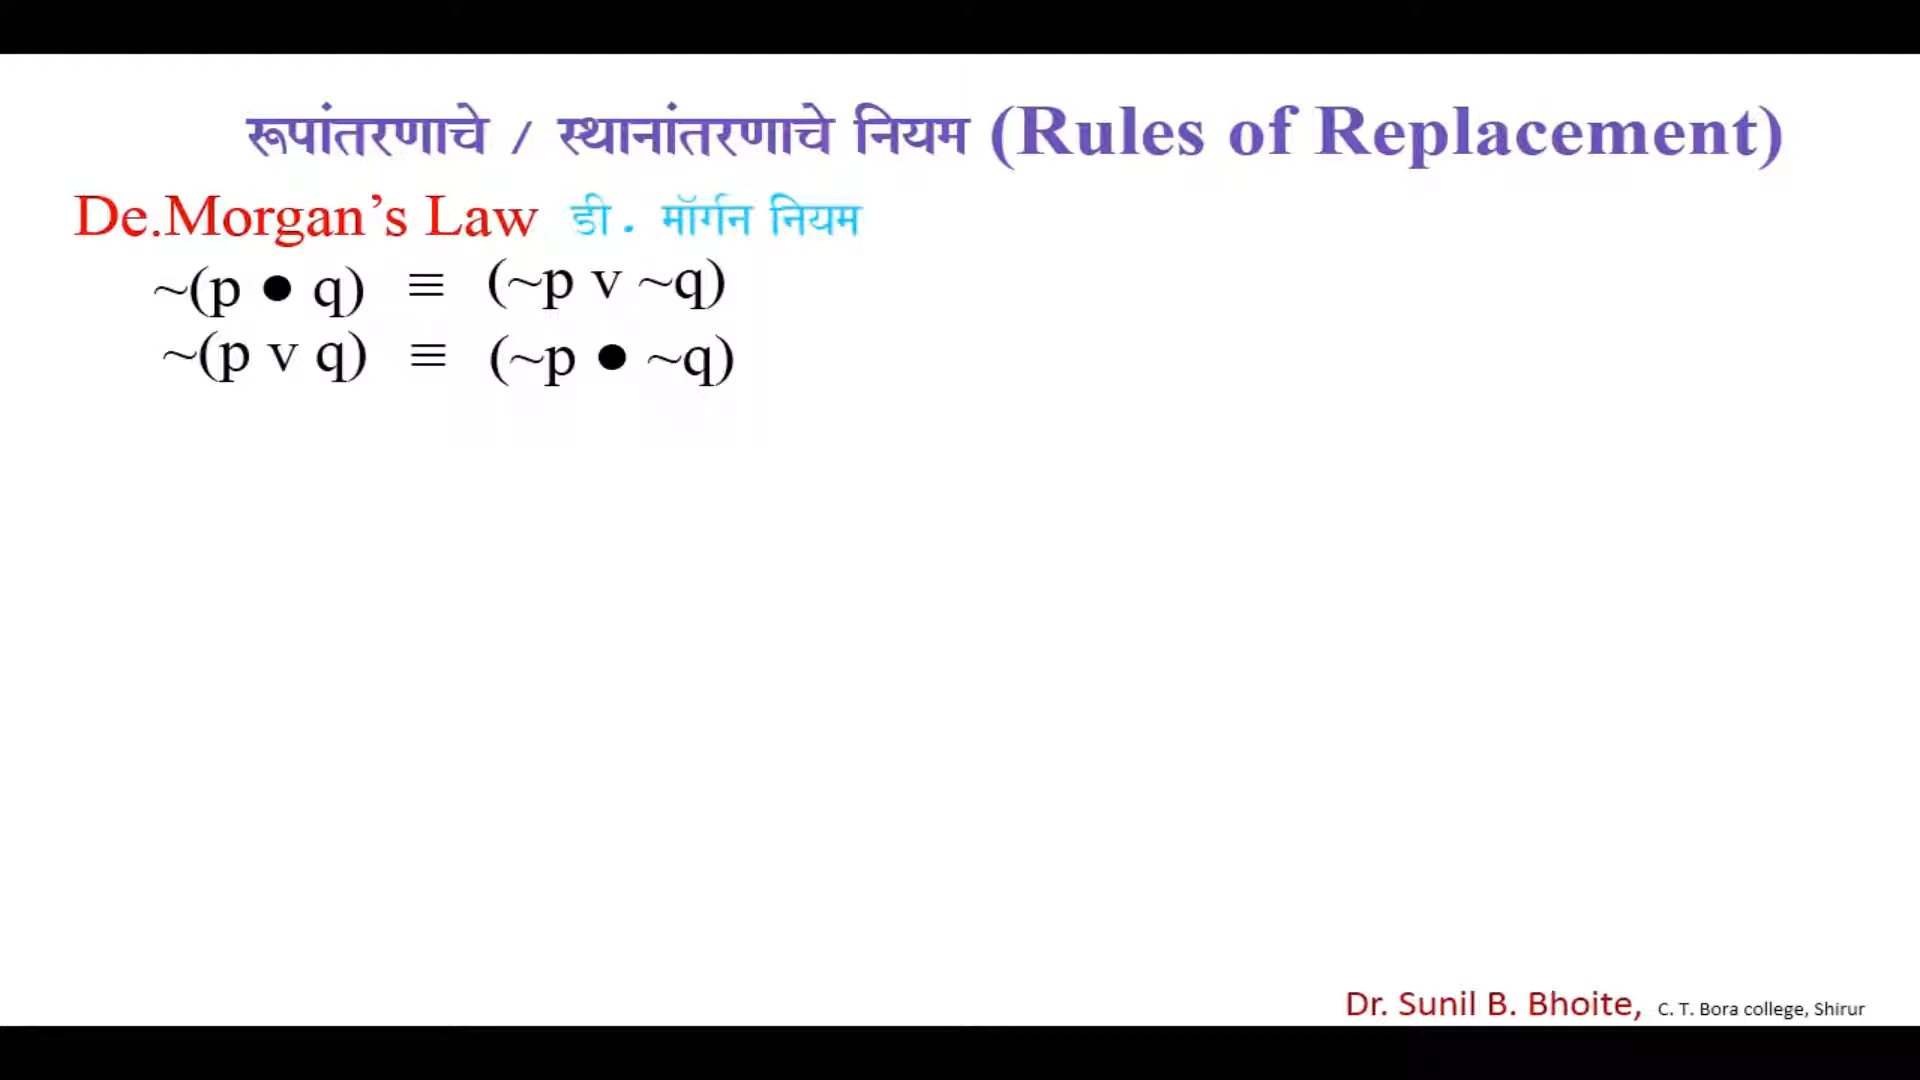 रूपांतरणाचे / स्थानांतरणाचे नियम (Rules of Replacement)
De.Morgan’s Law डी . मॉर्गन नियम
~(p ● q) ≡ (~p v ~q)
~(p v q) ≡ (~p ● ~q)
Dr. Sunil B. Bhoite, C. T. Bora college, Shirur